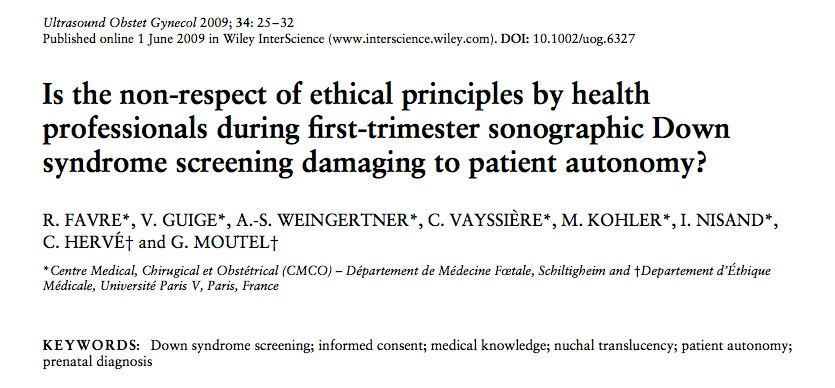 Ultrasound Obstet Gynecol 2009; 34: 25–32
Published online 1 June 2009 in Wiley InterScience (www.interscience.wiley.com). DOI: 10.1002/uog.6327
Is the non-respect of ethical principles by health
professionals during first-trimester sonographic Down
syndrome screening damaging to patient autonomy?
R. FAVRE*, V. GUIGE*, A.-S. WEINGERTNER*, C. VAYSSIÈRE*, M. KOHLER*, I. NISAND*,
C. HERVÉ† and G. MOUTEL†
*Centre Medical, Chirugical et Obstétrical (CMCO) – Département de Médecine Fœtale, Schiltigheim and †Departement d'Éthique
Médicale, Université Paris V, Paris, France
KEYWORDS: Down syndrome screening; informed consent; medical knowledge; nuchal translucency; patient autonomy;
prenatal diagnosis